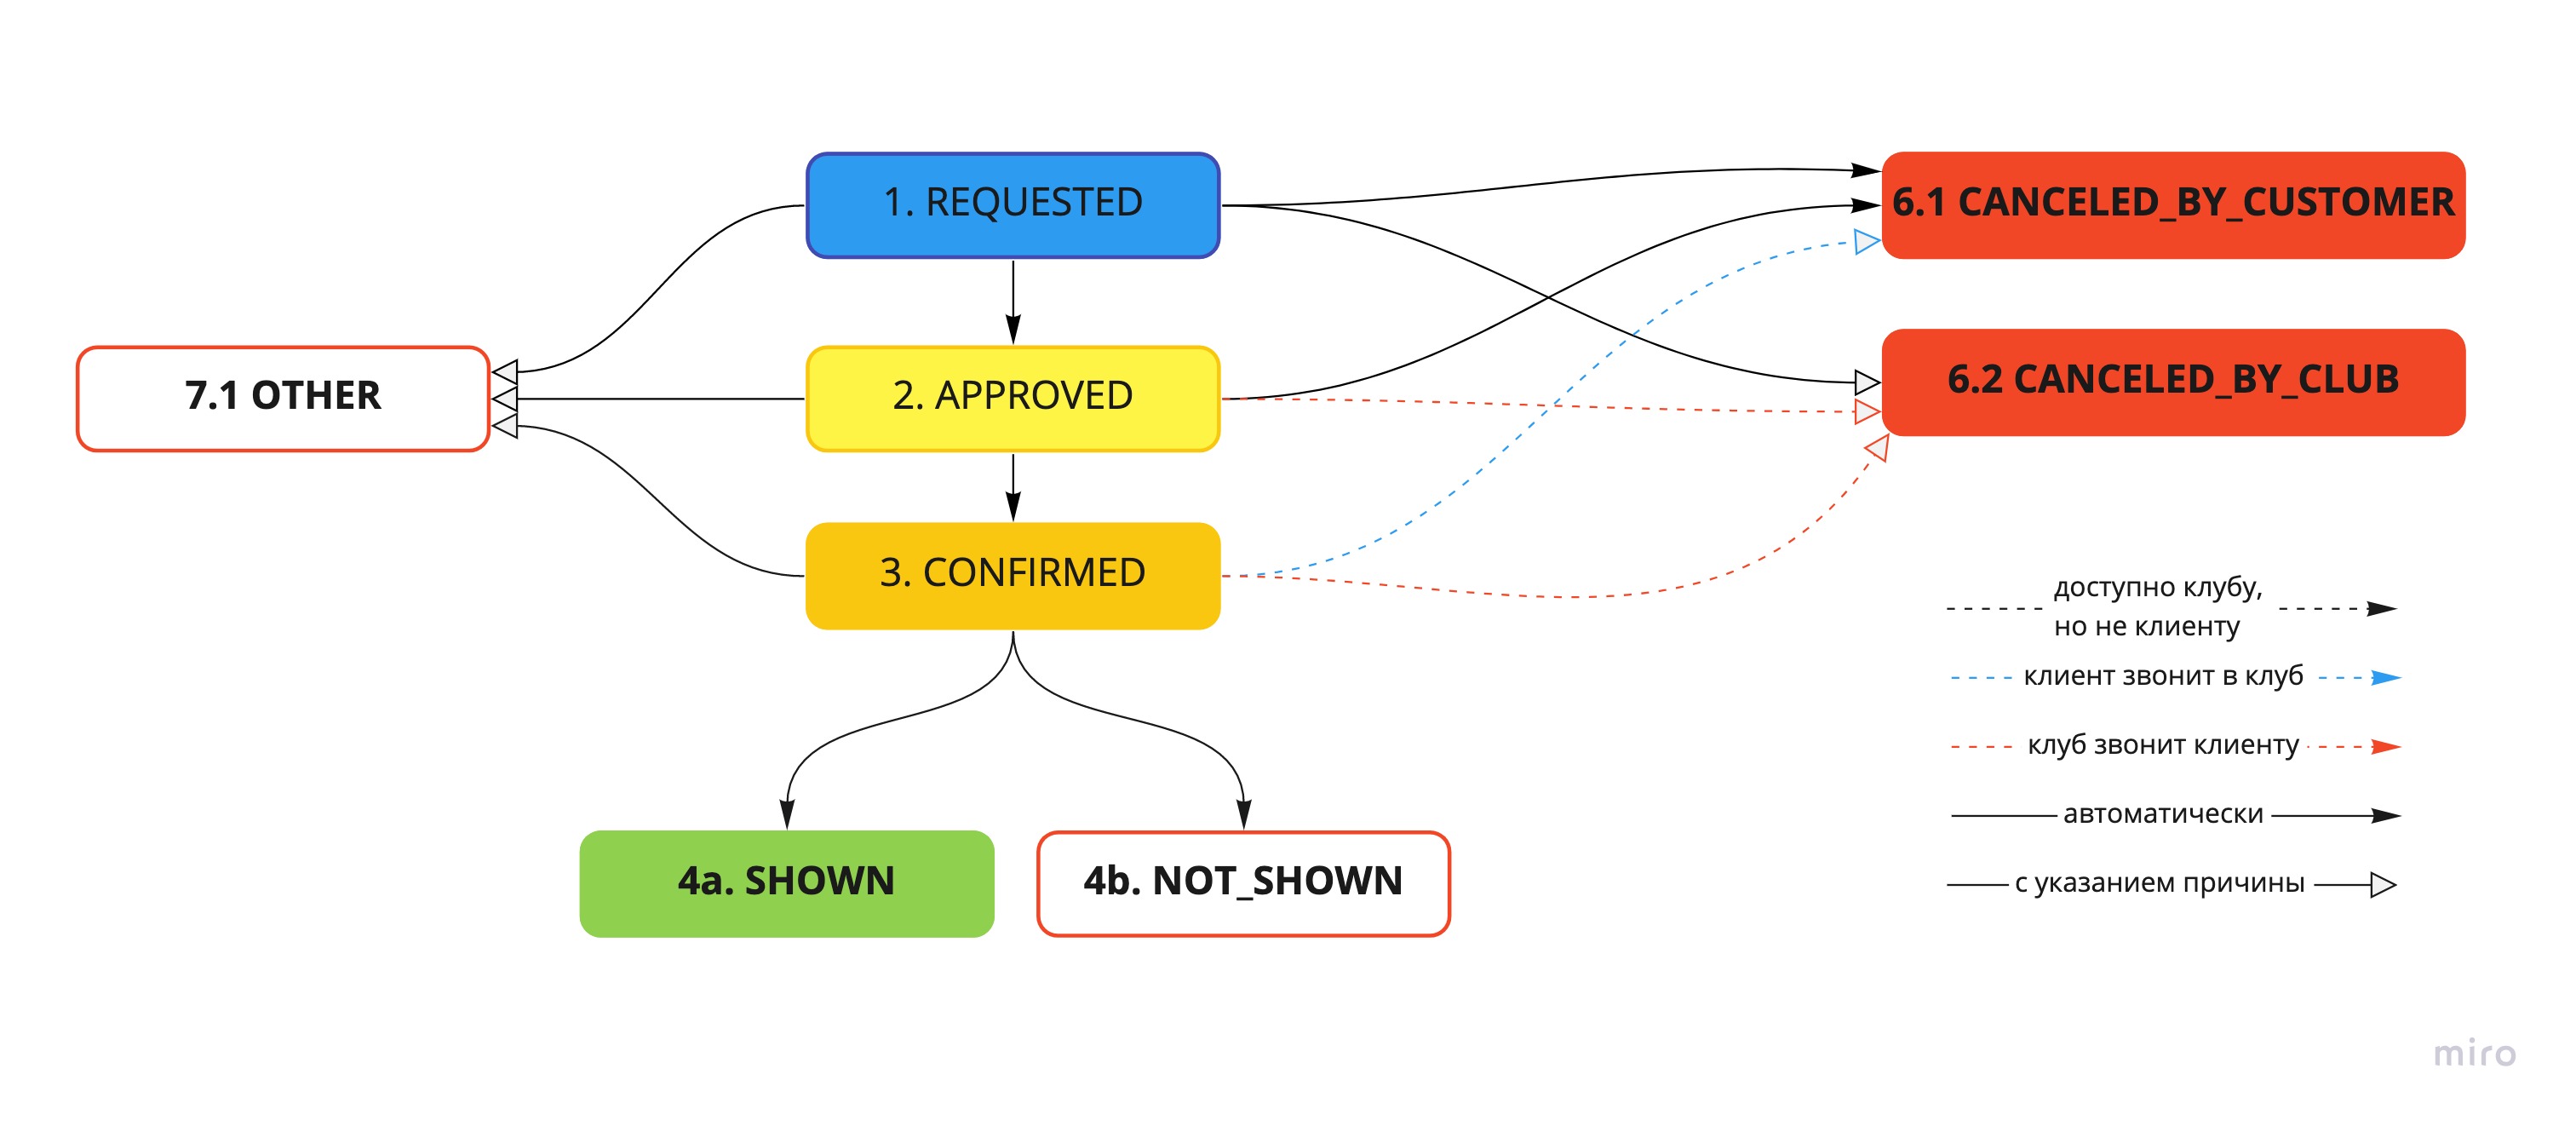 1. REQUESTED
6.1 CANCELED_BY_CUSTOMER
7.1 OTHER
2. APPROVED
6.2 CANCELED_BY_CLUB
3. CONFIRMED
4a. SHOWN
4b. NOT_SHOWN
доступно клубу,
но не клиенту
клиент звонит в клуб
клуб звонит клиенту
автоматически
с указанием причины
miro